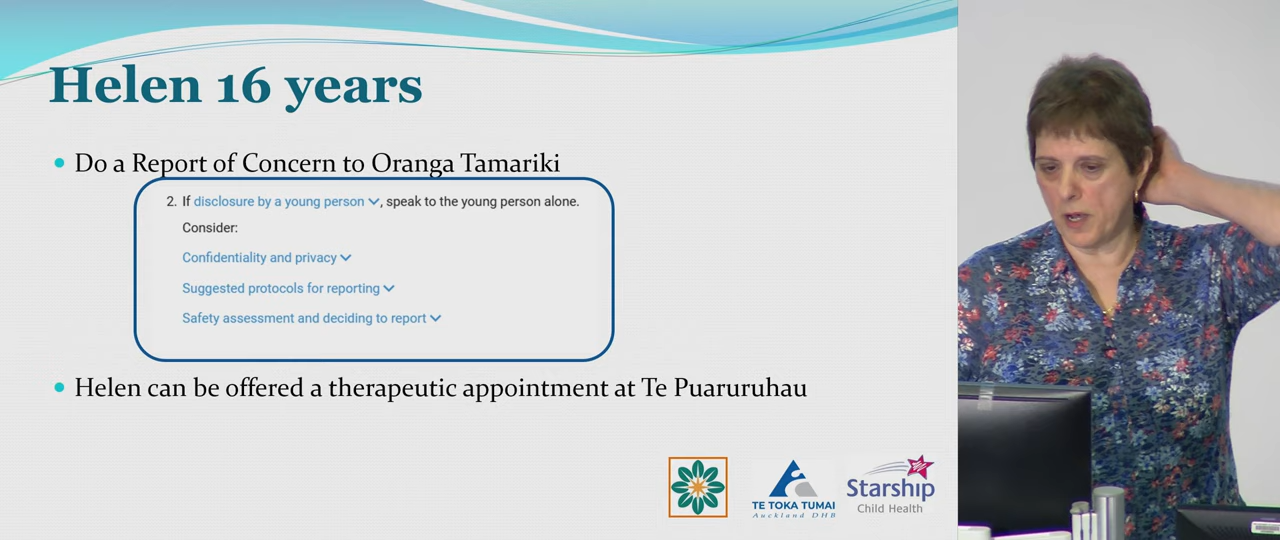 Helen 16 years
• Do a Report of Concern to Oranga Tamariki
2. If disclosure by a young person, speak to the young person alone.
Consider:
Confidentiality and privacy
Suggested protocols for reporting
Safety assessment and deciding to report
• Helen can be offered a therapeutic appointment at Te Puaruruhau
TE TOKA TUMAI
Auckland DHB
Starship
Child Health